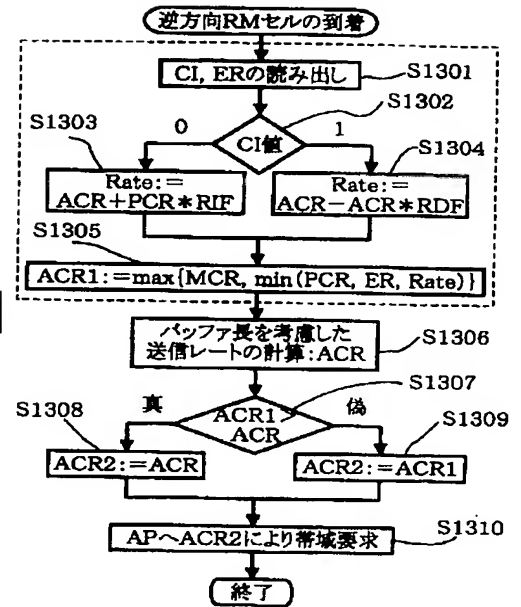 逆方向RMセルの到着
CI, ERの読み出し
S1301
S1302
S1303
0
1
CI値
S1304
Rate:=
ACR+PCR*RIF
Rate:=
ACR-ACR*RDF
S1305
ACR1:=max{MCR, min(PCR, ER, Rate)}
バッファ長を考慮した
送信レートの計算:ACR
S1306
S1307
S1308
真
偽
ACR1
ACR
S1309
ACR2:=ACR
ACR2:=ACR1
APへACR2により帯域要求
S1310
終了